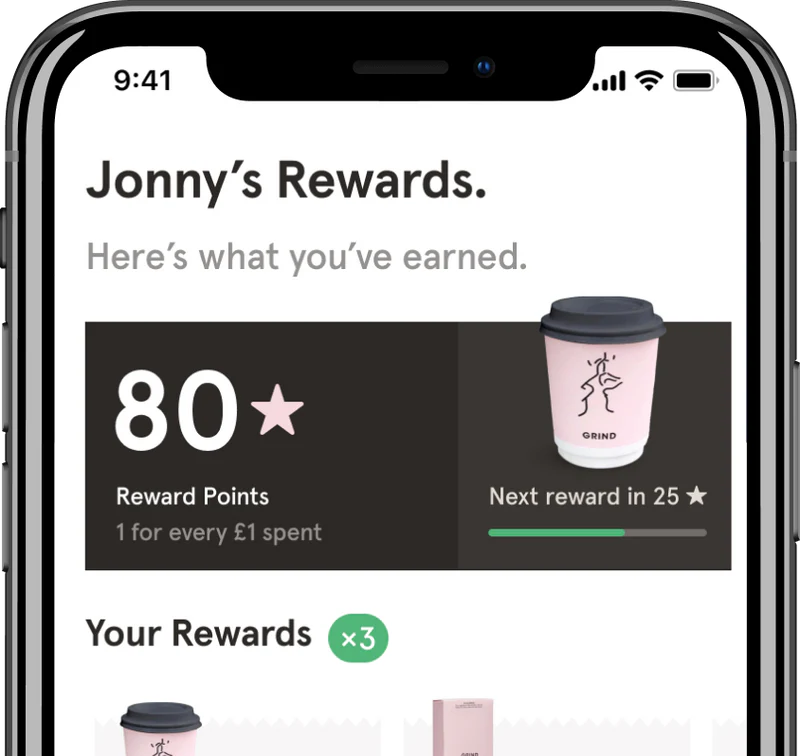 9:41
Jonny’s Rewards.
Here’s what you’ve earned.
80★
Reward Points
1 for every £1 spent
GRIND
Next reward in 25 ★
Your Rewards
×3
GRIND